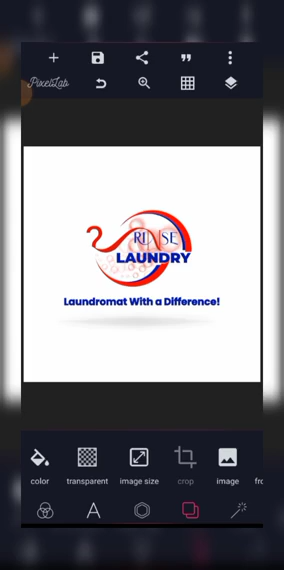 PixelLab
RINSE
LAUNDRY
Laundromat With a Difference!
color
transparent
image size
crop
image